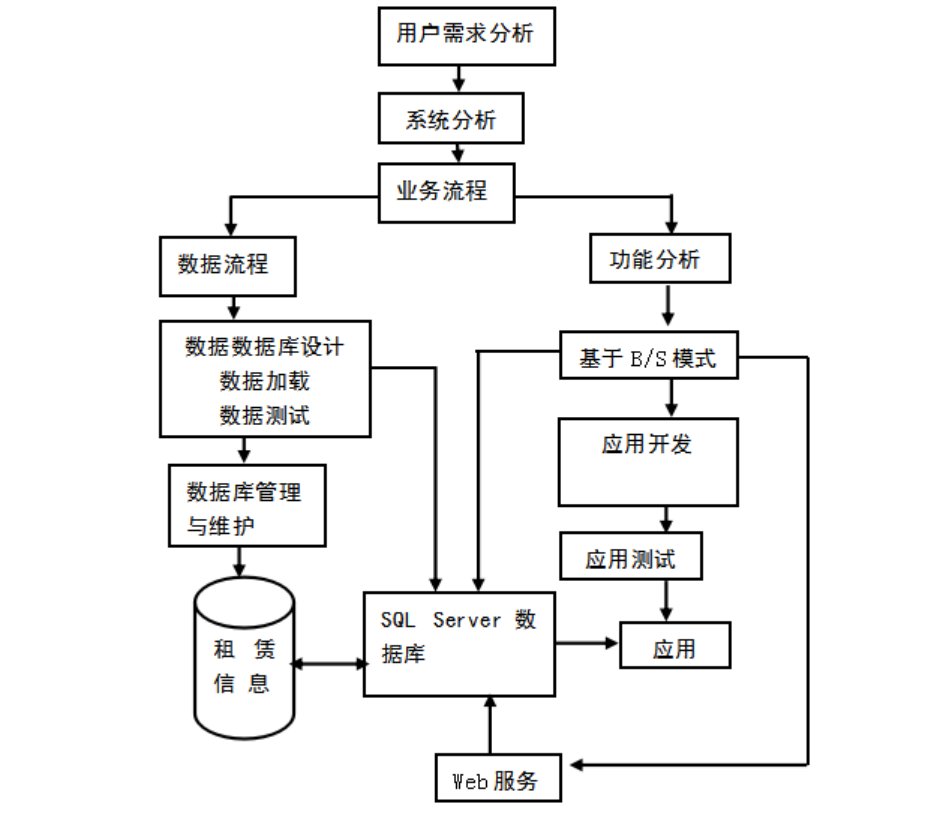 用户需求分析
系统分析
业务流程
数据流程
功能分析
数据数据库设计
数据加载
数据测试
基于 B/S 模式
应用开发
数据库管理
与维护
应用测试
租 赁
信 息
SQL Server 数
据库
应用
Web 服务